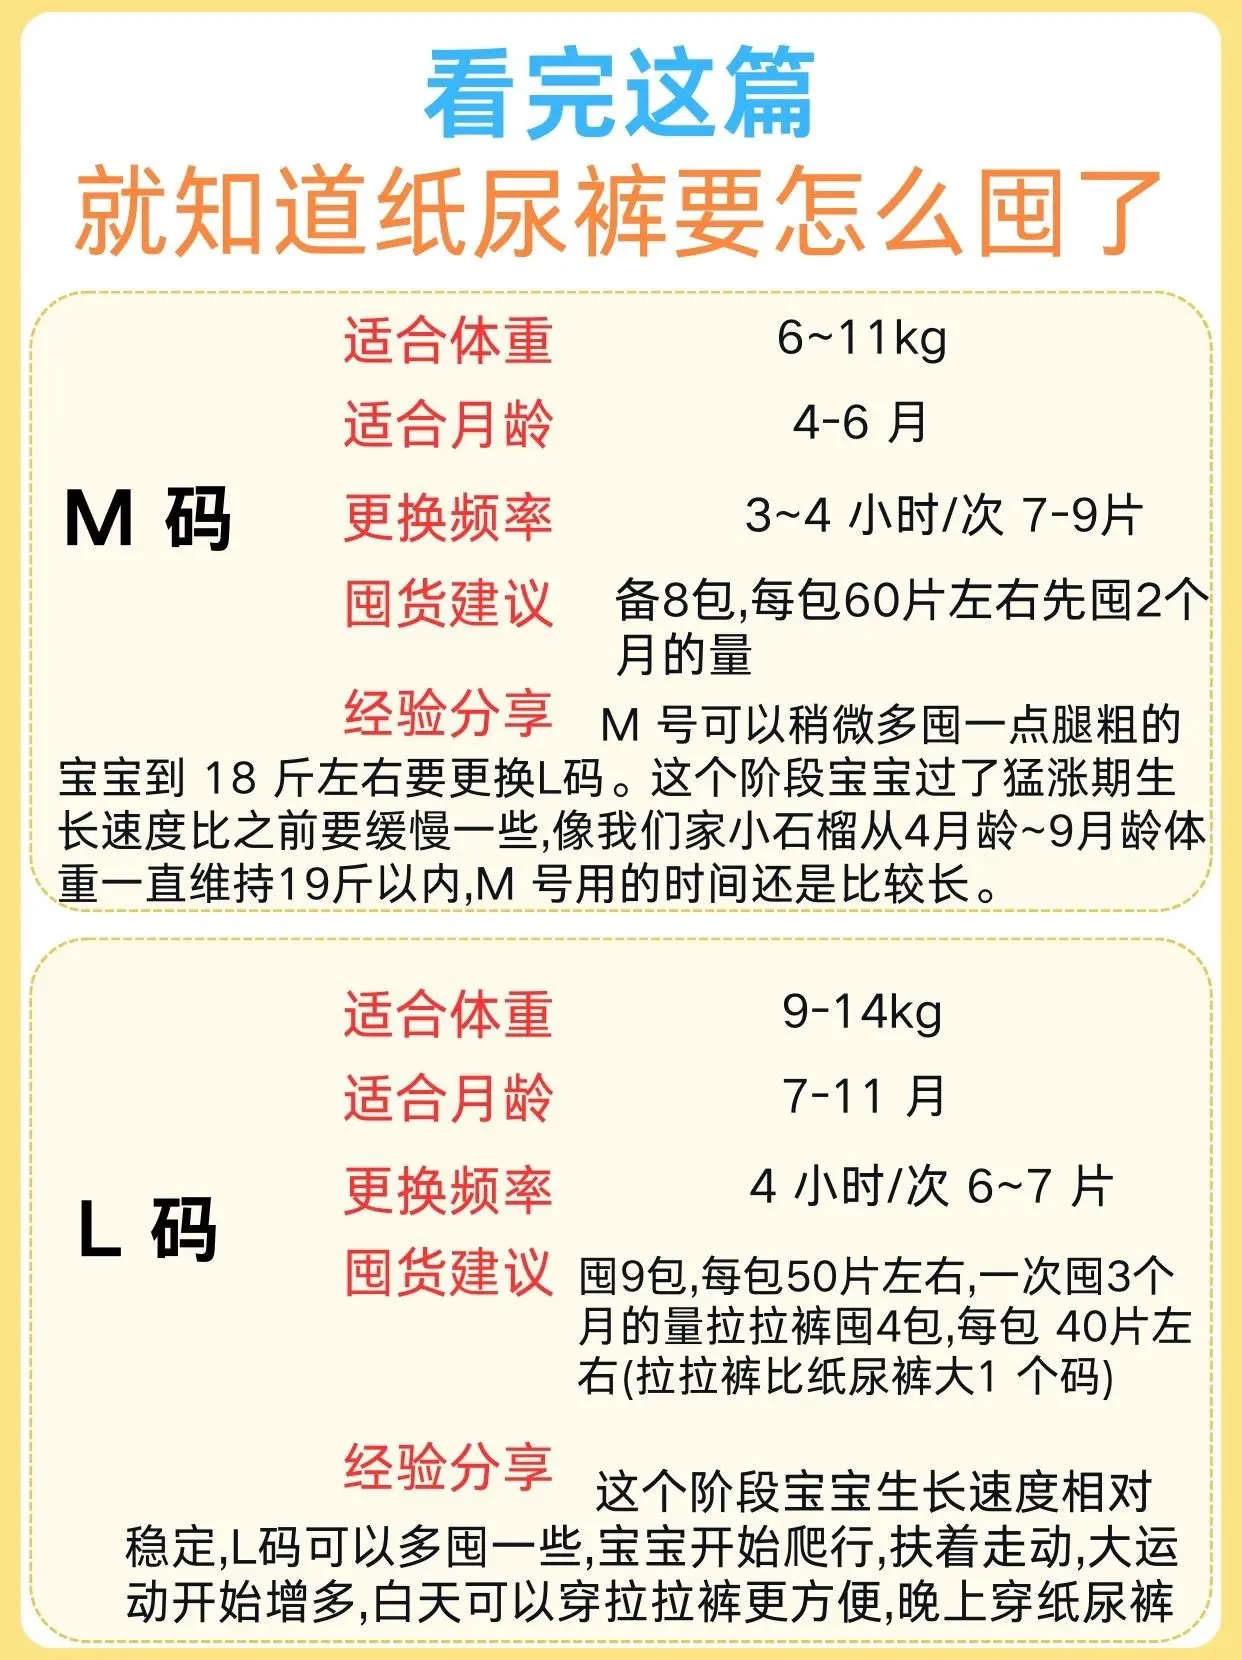 看完这篇
就知道纸尿裤要怎么囤了
适合体重 6~11kg
适合月龄 4-6 月
M 码
更换频率 3~4 小时/次 7-9片
囤货建议 备8包,每包60片左右先囤2个
月的量
经验分享 M 号可以稍微多囤一点腿粗的
宝宝到 18 斤左右要更换L码。这个阶段宝宝过了猛涨期生
长速度比之前要缓慢一些,像我们家小石榴从4月龄~9月龄体
重一直维持19斤以内,M 号用的时间还是比较长。
适合体重 9-14kg
适合月龄 7-11 月
更换频率 4 小时/次 6~7 片
L 码
囤货建议 囤9包,每包50片左右,一次囤3个
月的量拉拉裤囤4包,每包 40片左
右(拉拉裤比纸尿裤大1 个码)
经验分享 这个阶段宝宝生长速度相对
稳定,L码可以多囤一些,宝宝开始爬行,扶着走动,大运
动开始增多,白天可以穿拉拉裤更方便,晚上穿纸尿裤